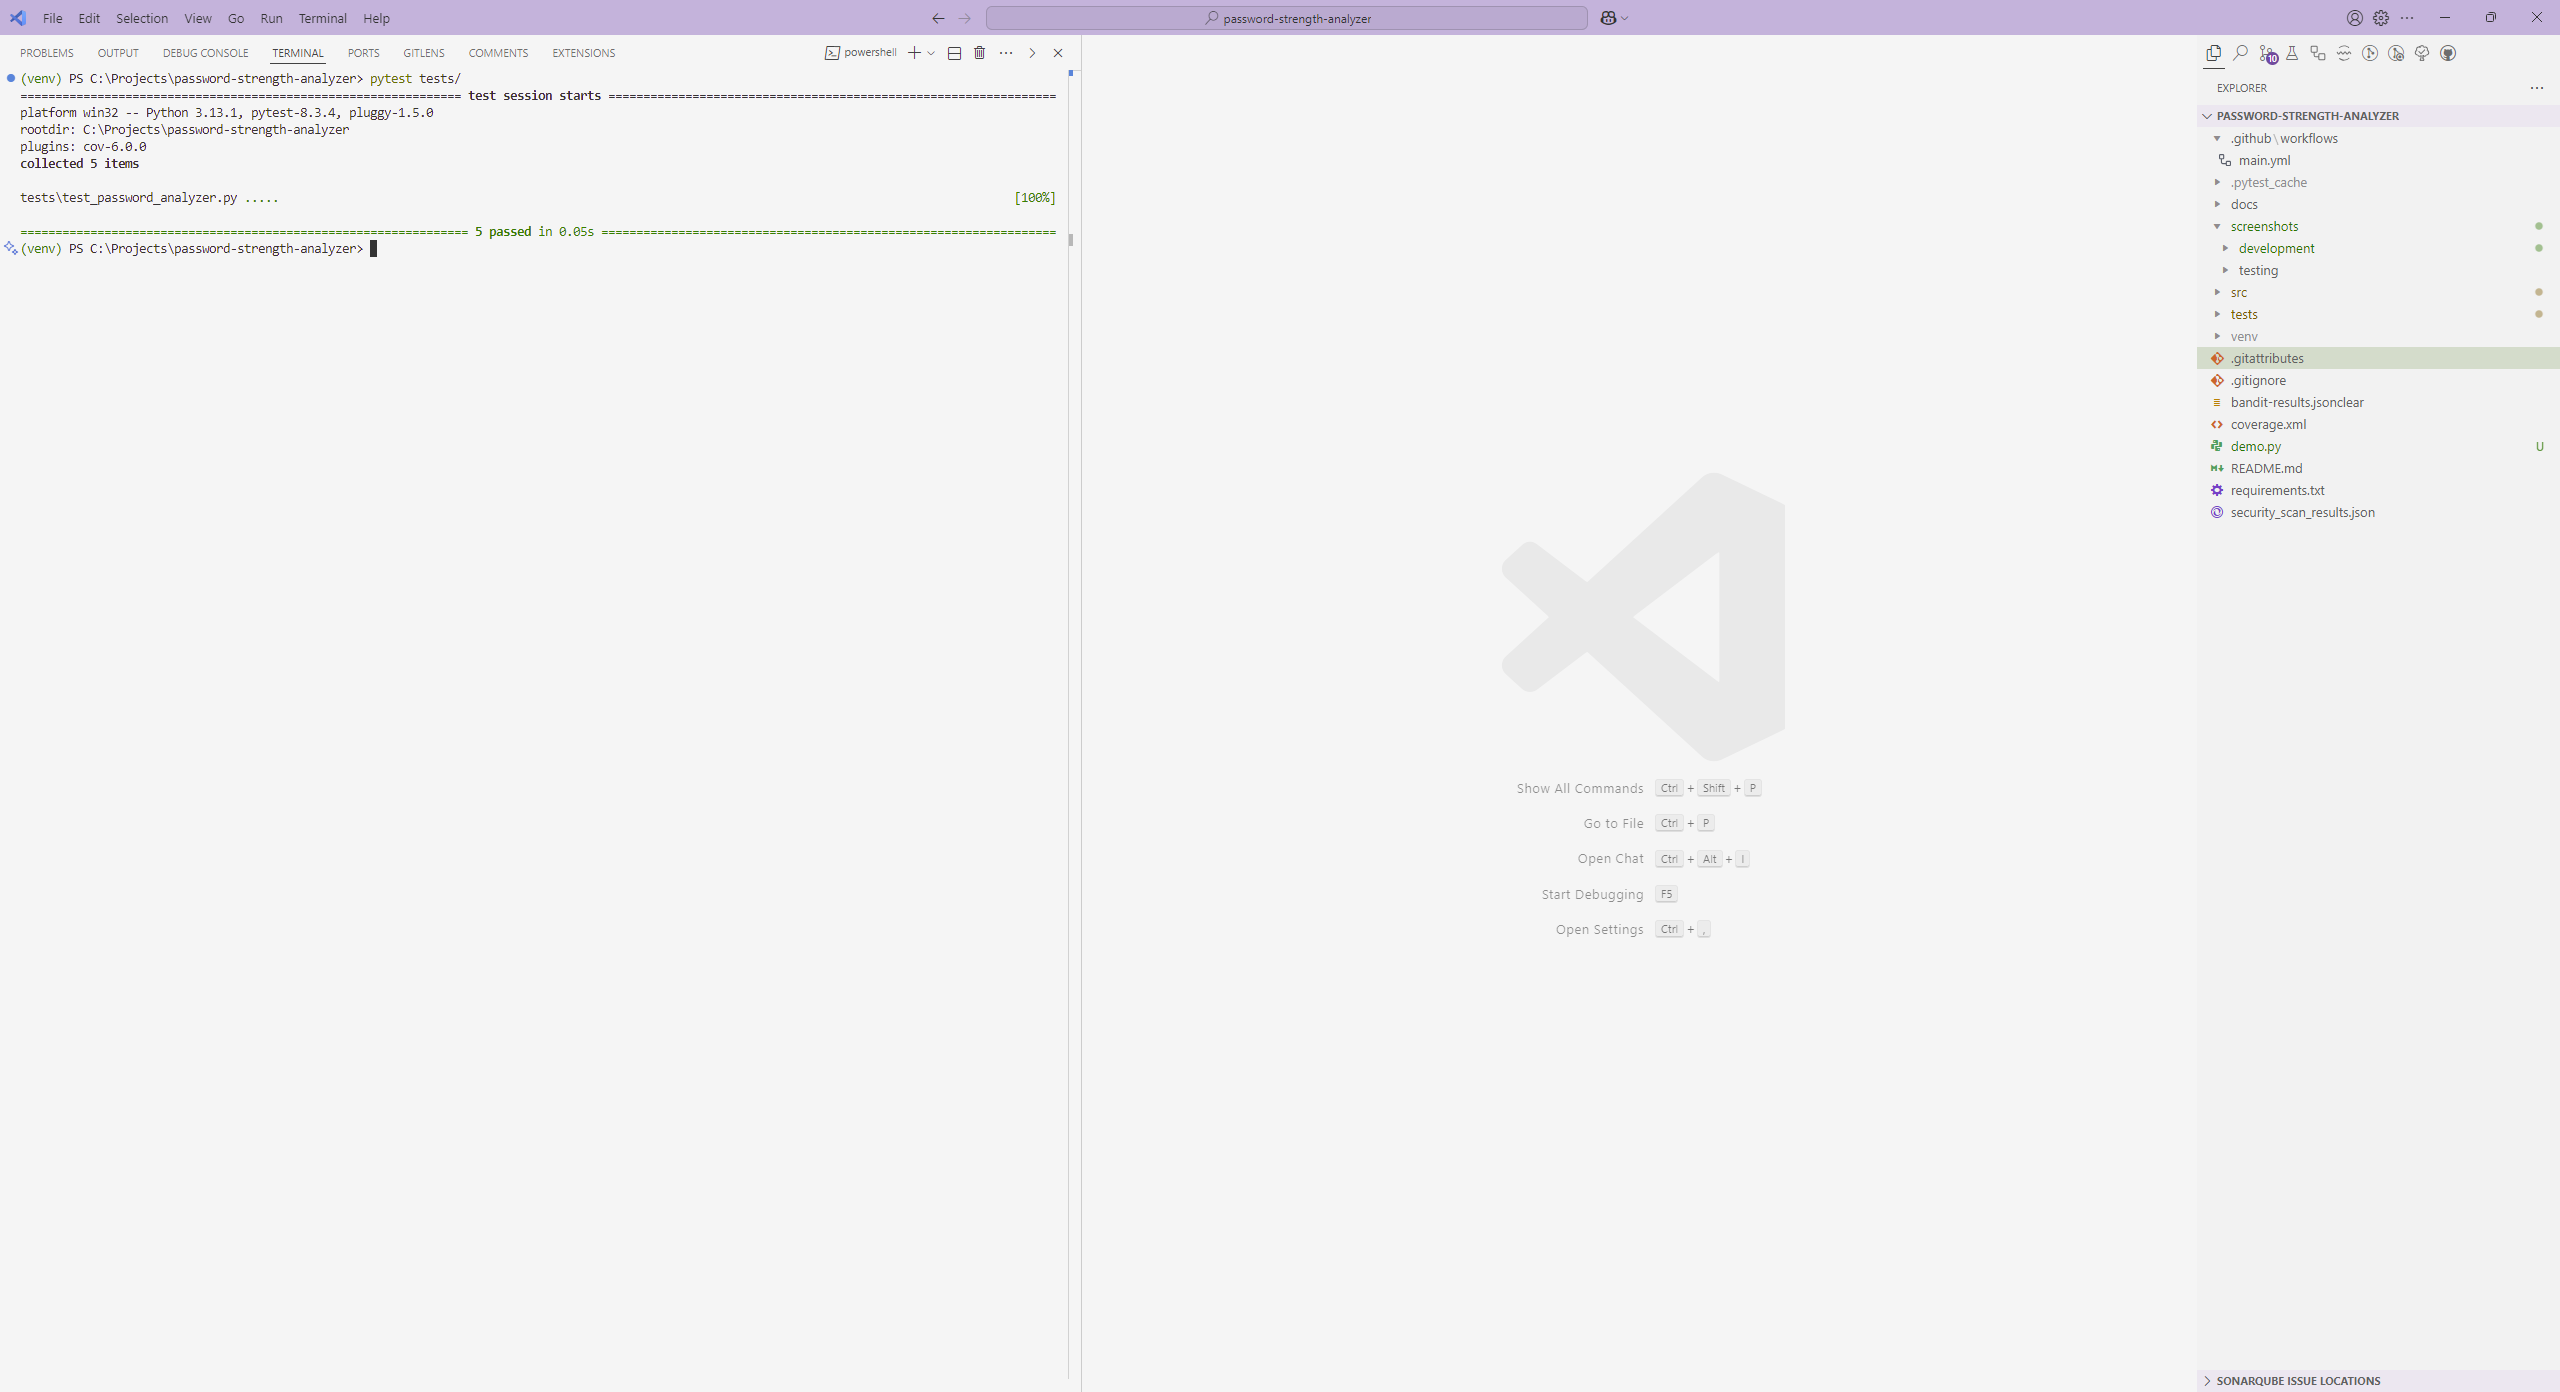 File Edit Selection View Go Run Terminal Help
password-strength-analyzer
PROBLEMS OUTPUT DEBUG CONSOLE TERMINAL PORTS GITLENS COMMENTS EXTENSIONS
powershell
(venv) PS C:\Projects\password-strength-analyzer> pytest tests/
=============================================================== test session starts ================================================================
platform win32 -- Python 3.13.1, pytest-8.3.4, pluggy-1.5.0
rootdir: C:\Projects\password-strength-analyzer
plugins: cov-6.0.0
collected 5 items
tests\test_password_analyzer.py ..... [100%]
================================================================ 5 passed in 0.05s =================================================================
(venv) PS C:\Projects\password-strength-analyzer>
Show All Commands Ctrl + Shift + P
Go to File Ctrl + P
Open Chat Ctrl + Alt + I
Start Debugging F5
Open Settings Ctrl + ,
10
EXPLORER
PASSWORD-STRENGTH-ANALYZER
.github\workflows
main.yml
.pytest_cache
docs
screenshots
development
testing
src
tests
venv
.gitattributes
.gitignore
bandit-results.jsonclear
coverage.xml
demo.py U
README.md
requirements.txt
security_scan_results.json
SONARQUBE ISSUE LOCATIONS